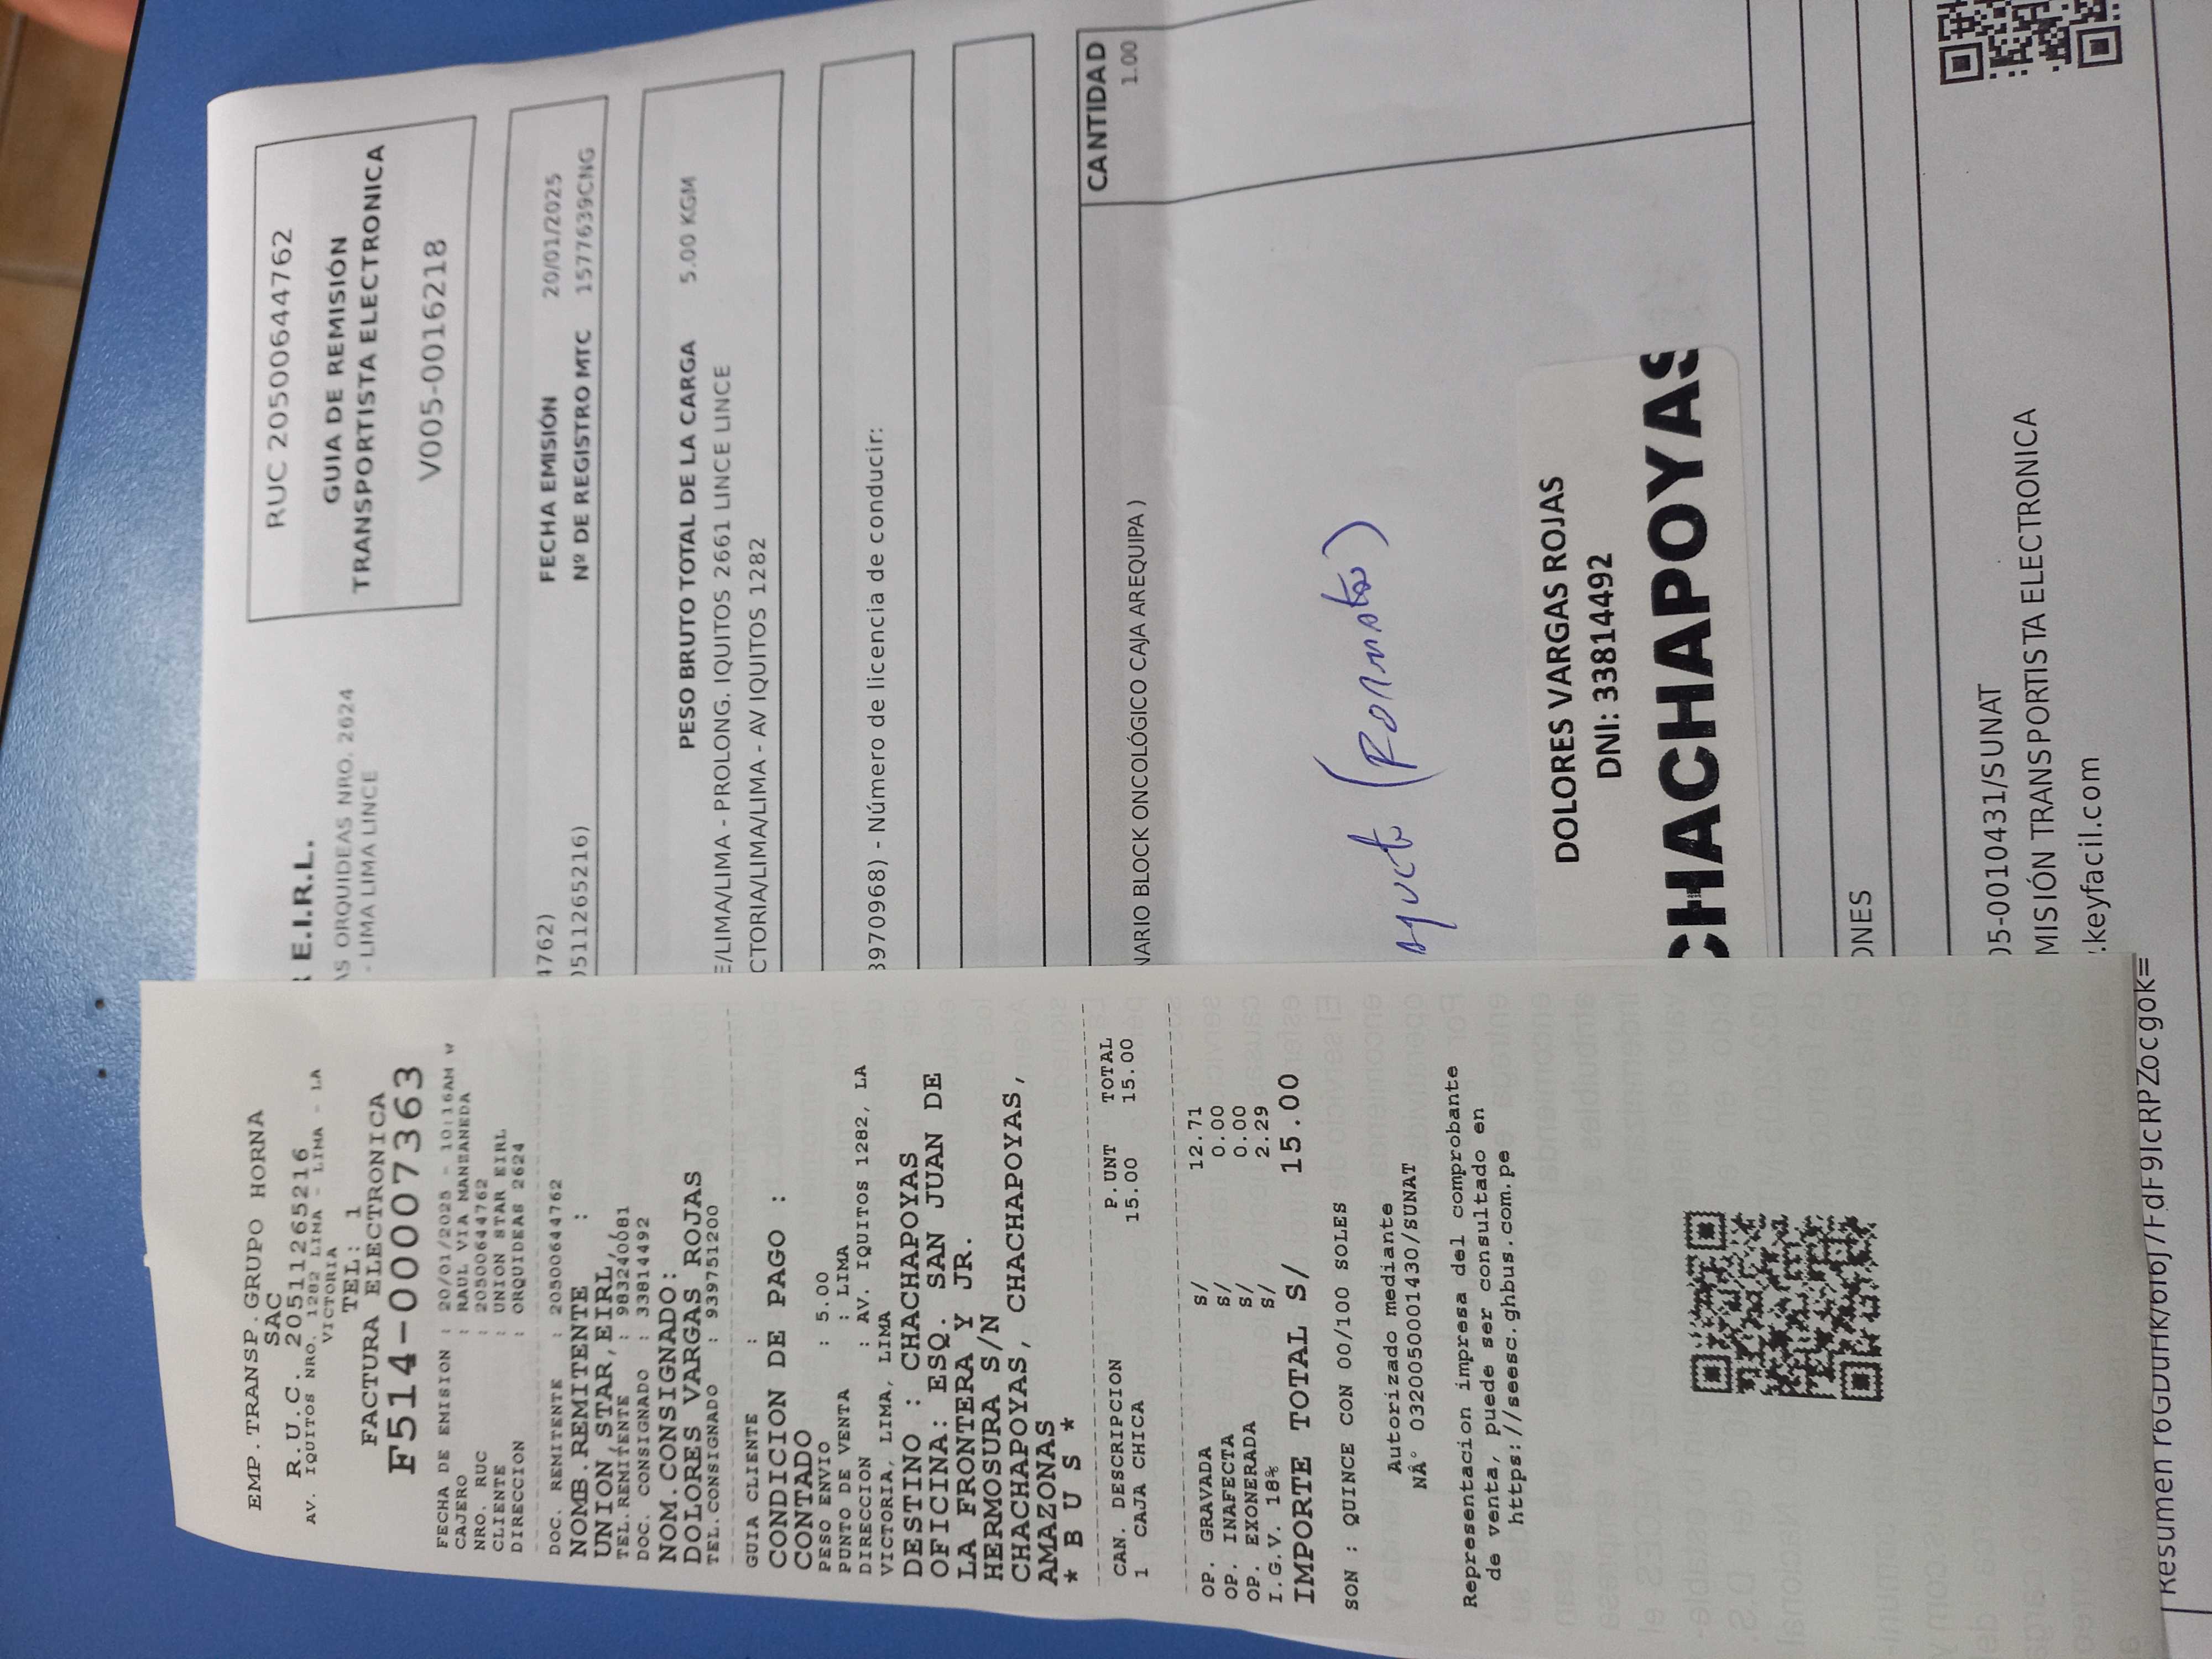 EMP.TRANSP.GRUPO HORNA
SAC
R.U.C. 20511265216
AV. IQUITOS NRO. 1282 LIMA - LIMA - LA
VICTORIA
TEL: 1
FACTURA ELECTRONICA
F514-0007363
FECHA DE EMISION : 20/01/2025 - 10:16AM
CAJERO : RAUL VIA MANZANEDA
NRO. RUC : 20500644762
CLIENTE : UNION STAR EIRL
DIRECCION : ORQUIDEAS 2624
DOC. REMITENTE : 20500644762
NOMB.REMITENTE :
UNION,STAR,EIRL,
TEL.REMITENTE : 983240681
DOC. CONSIGNADO : 33814492
NOM.CONSIGNADO:
DOLORES VARGAS ROJAS
TEL.CONSIGNADO : 939751200
GUIA CLIENTE :
CONDICION DE PAGO :
CONTADO
PESO ENVIO : 5.00
PUNTO DE VENTA : LIMA
DIRECCION : AV. IQUITOS 1282, LA
VICTORIA, LIMA, LIMA
DESTINO : CHACHAPOYAS
OFICINA: ESQ. SAN JUAN DE
LA FRONTERA Y JR.
HERMOSURA S/N
CHACHAPOYAS, CHACHAPOYAS,
AMAZONAS
* B U S *
CAN. DESCRIPCION P.UNT TOTAL
1 CAJA CHICA 15.00 15.00
OP. GRAVADA S/ 12.71
OP. INAFECTA S/ 0.00
OP. EXONERADA S/ 0.00
I.G.V. 18% S/ 2.29
IMPORTE TOTAL S/ 15.00
SON : QUINCE CON 00/100 SOLES
Autorizado mediante
NÂ° 0320050001430/SUNAT
Representacion impresa del comprobante
de venta, puede ser consultado en
https://seesc.ghbus.com.pe
E.I.R.L.
AS ORQUIDEAS NRO. 2624
- LIMA LIMA LINCE
RUC 20500644762
GUIA DE REMISIÓN
TRANSPORTISTA ELECTRONICA
V005-0016218
4762) FECHA EMISIÓN 20/01/2025
0511265216) Nº DE REGISTRO MTC 1577639CNG
PESO BRUTO TOTAL DE LA CARGA 5.00 KGM
E/LIMA/LIMA - PROLONG. IQUITOS 2661 LINCE LINCE
CTORIA/LIMA/LIMA - AV IQUITOS 1282
3970968) - Número de licencia de conducir:
CANTIDAD
NARIO BLOCK ONCOLÓGICO CAJA AREQUIPA ) 1.00
DOLORES VARGAS ROJAS
DNI: 33814492
CHACHAPOYAS
ONES
05-0010431/SUNAT
MISIÓN TRANSPORTISTA ELECTRONICA
.keyfacil.com